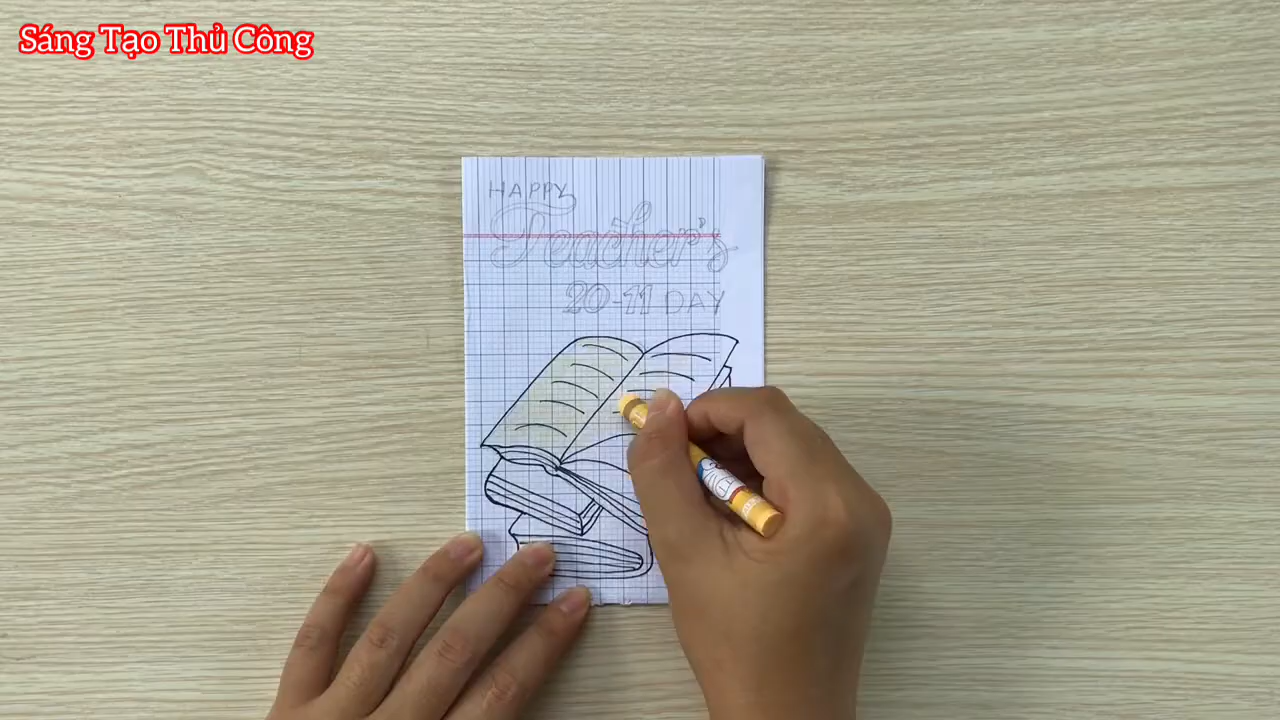 Sáng Tạo Thủ Công
HAPPY
Teacher's
20-11 DAY